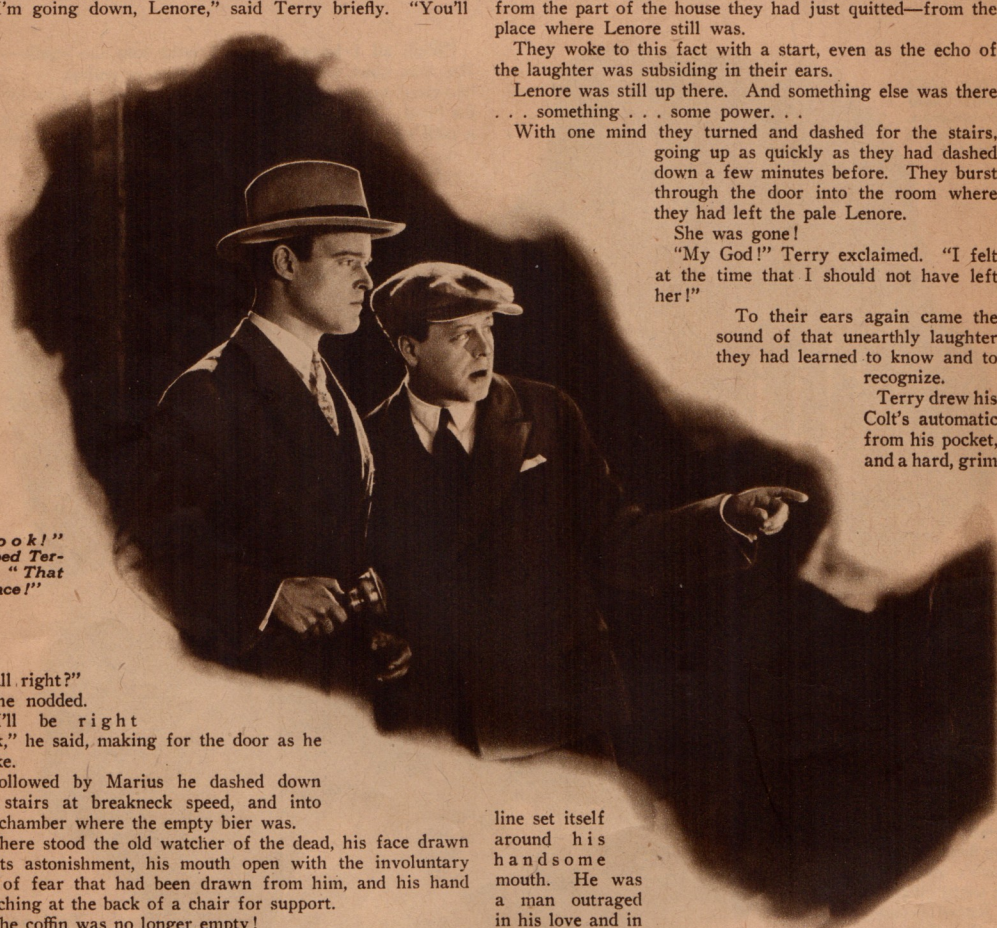 I'm going down, Lenore," said Terry briefly. "You'll
ook!"
ped Ter-
" That
ace!"
ll right?"
he nodded.
I'll be right
k," he said, making for the door as he
ke.
ollowed by Marius he dashed down
stairs at breakneck speed, and into
chamber where the empty bier was.
here stood the old watcher of the dead, his face drawn
ts astonishment, his mouth open with the involuntary
of fear that had been drawn from him, and his hand
ching at the back of a chair for support.
he coffin was no longer empty!
from the part of the house they had just quitted—from the
place where Lenore still was.
They woke to this fact with a start, even as the echo of
the laughter was subsiding in their ears.
Lenore was still up there. And something else was there
. . . something . . . some power. . .
With one mind they turned and dashed for the stairs,
going up as quickly as they had dashed
down a few minutes before. They burst
through the door into the room where
they had left the pale Lenore.
She was gone!
"My God!" Terry exclaimed. "I felt
at the time that I should not have left
her!"
To their ears again came the
sound of that unearthly laughter
they had learned to know and to
recognize.
Terry drew his
Colt's automatic
from his pocket,
and a hard, grim
line set itself
around his
handsome
mouth. He was
a man outraged
in his love and in